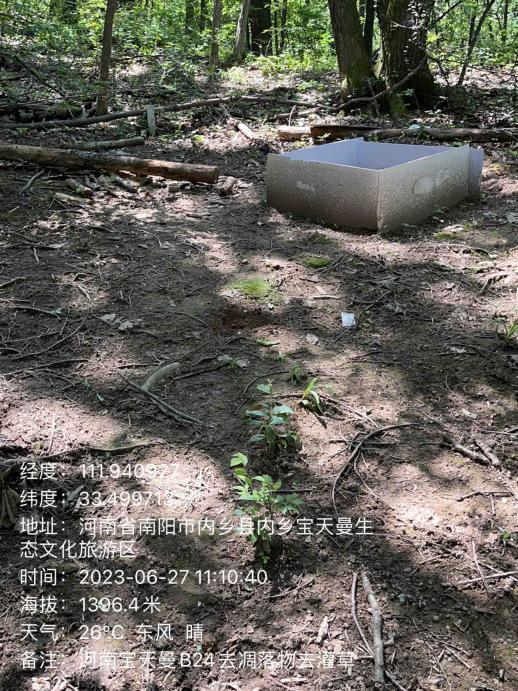 经度：111.940927
纬度：33.499713
地址：河南省南阳市内乡县内乡宝天曼生
态文化旅游区
时间：2023-06-27 11:10:40
海拔：1396.4米
天气：26°C 东风 晴
备注：河南宝天曼B24去凋落物去灌草